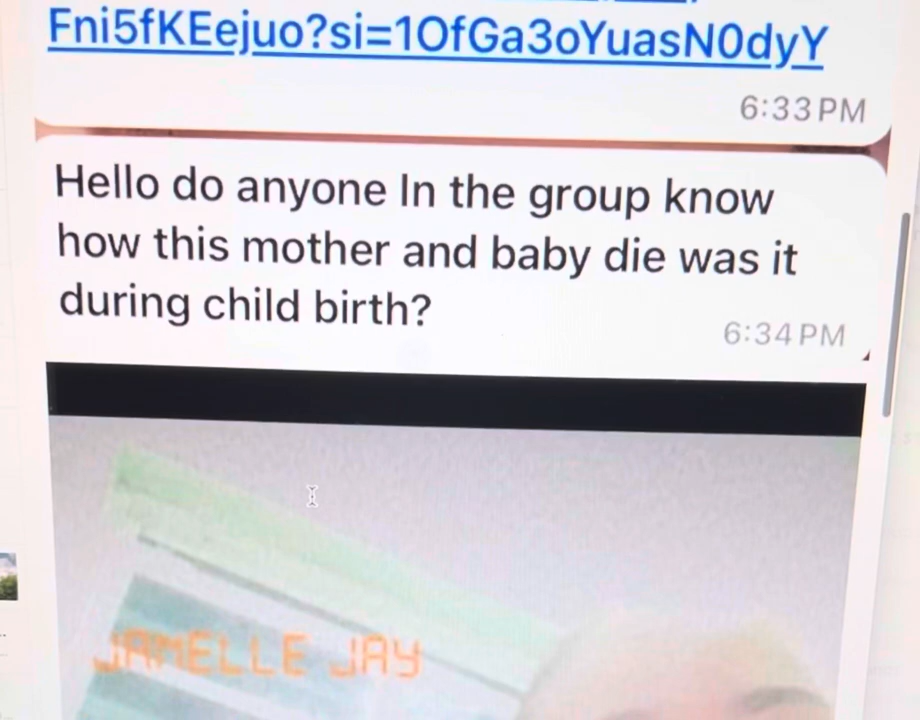 Fni5fKEejuo?si=1OfGa3oYuasN0dyY
6:33 PM
Hello do anyone In the group know
how this mother and baby die was it
during child birth?
6:34 PM
JAMELLE JAY